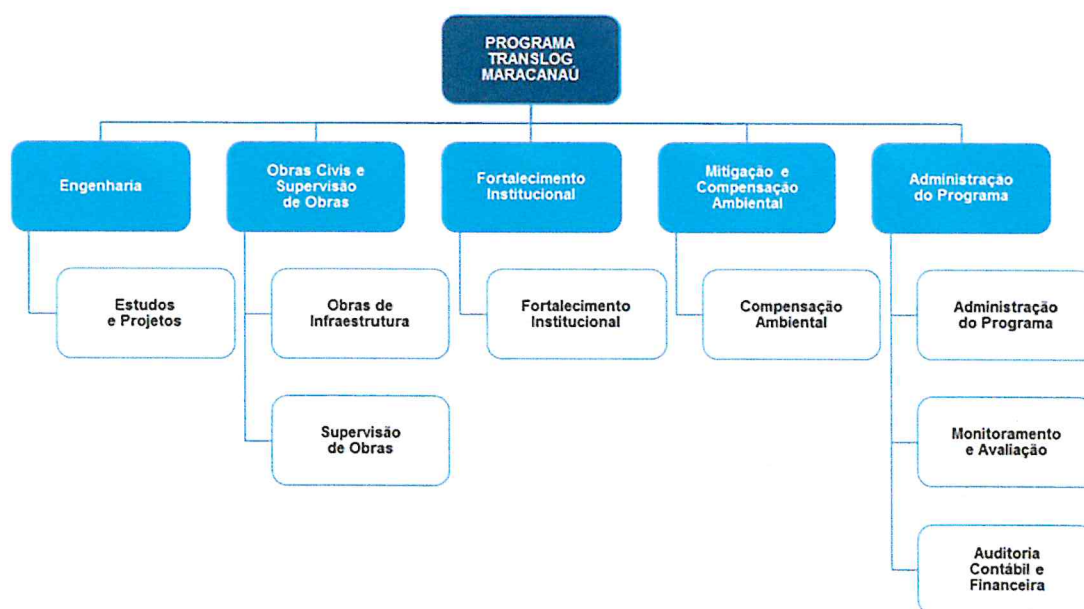 PROGRAMA
TRANSLOG
MARACANAÚ
Engenharia
Obras Civis e
Supervisão
de Obras
Fortalecimento
Institucional
Mitigação e
Compensação
Ambiental
Administração
do Programa
Estudos
e Projetos
Obras de
Infraestrutura
Fortalecimento
Institucional
Compensação
Ambiental
Administração
do Programa
Supervisão
de Obras
Monitoramento
e Avaliação
Auditoria
Contábil e
Financeira